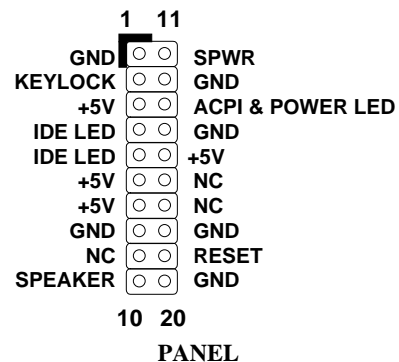 1 11
GND SPWR
KEYLOCK GND
+5V ACPI & POWER LED
IDE LED GND
IDE LED +5V
+5V NC
+5V NC
GND GND
NC RESET
SPEAKER GND
10 20
PANEL